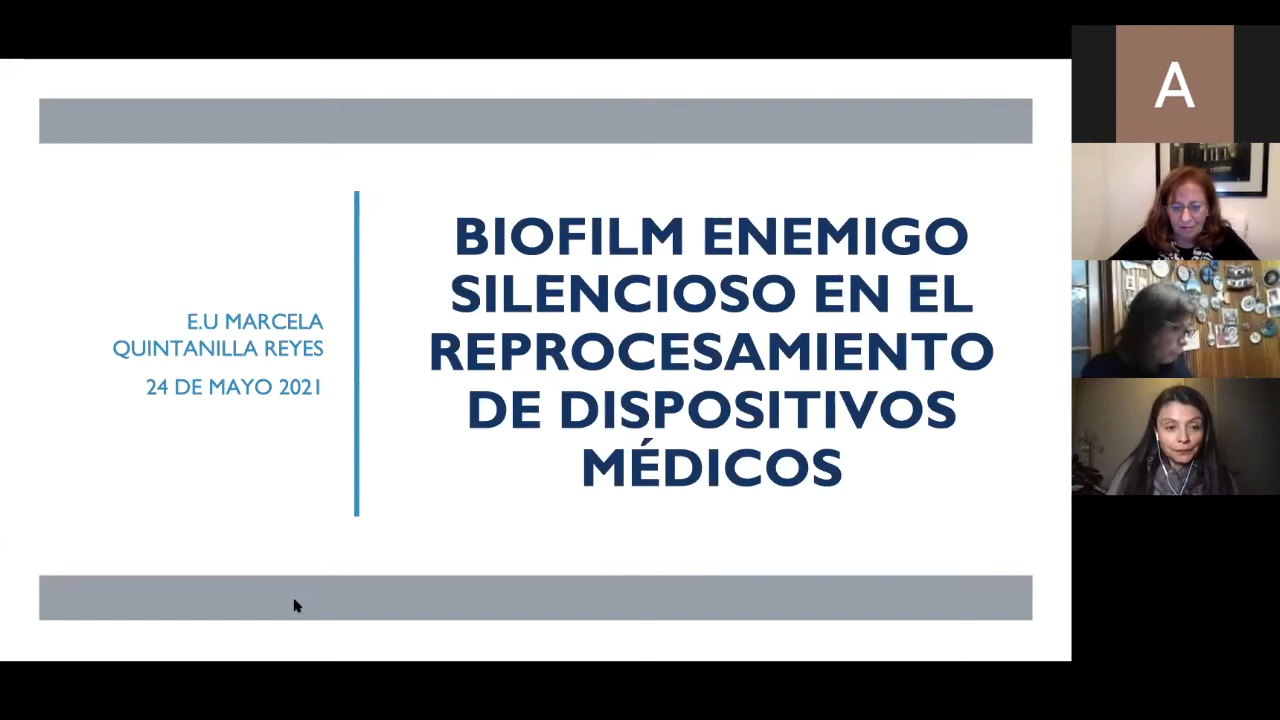 E.U MARCELA
QUINTANILLA REYES
24 DE MAYO 2021
BIOFILM ENEMIGO
SILENCIOSO EN EL
REPROCESAMIENTO
DE DISPOSITIVOS
MÉDICOS
A